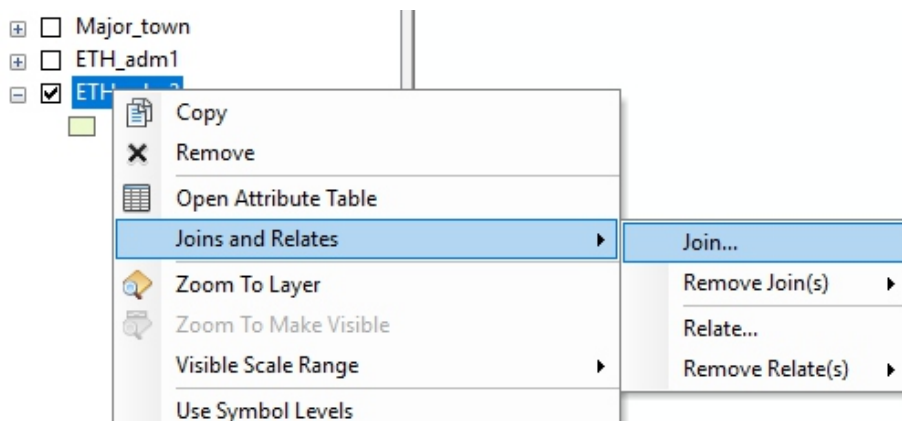 Major_town
ETH_adm1
ETH
Copy
Remove
Open Attribute Table
Joins and Relates
Join...
Zoom To Layer
Remove Join(s)
Zoom To Make Visible
Relate...
Visible Scale Range
Remove Relate(s)
Use Symbol Levels